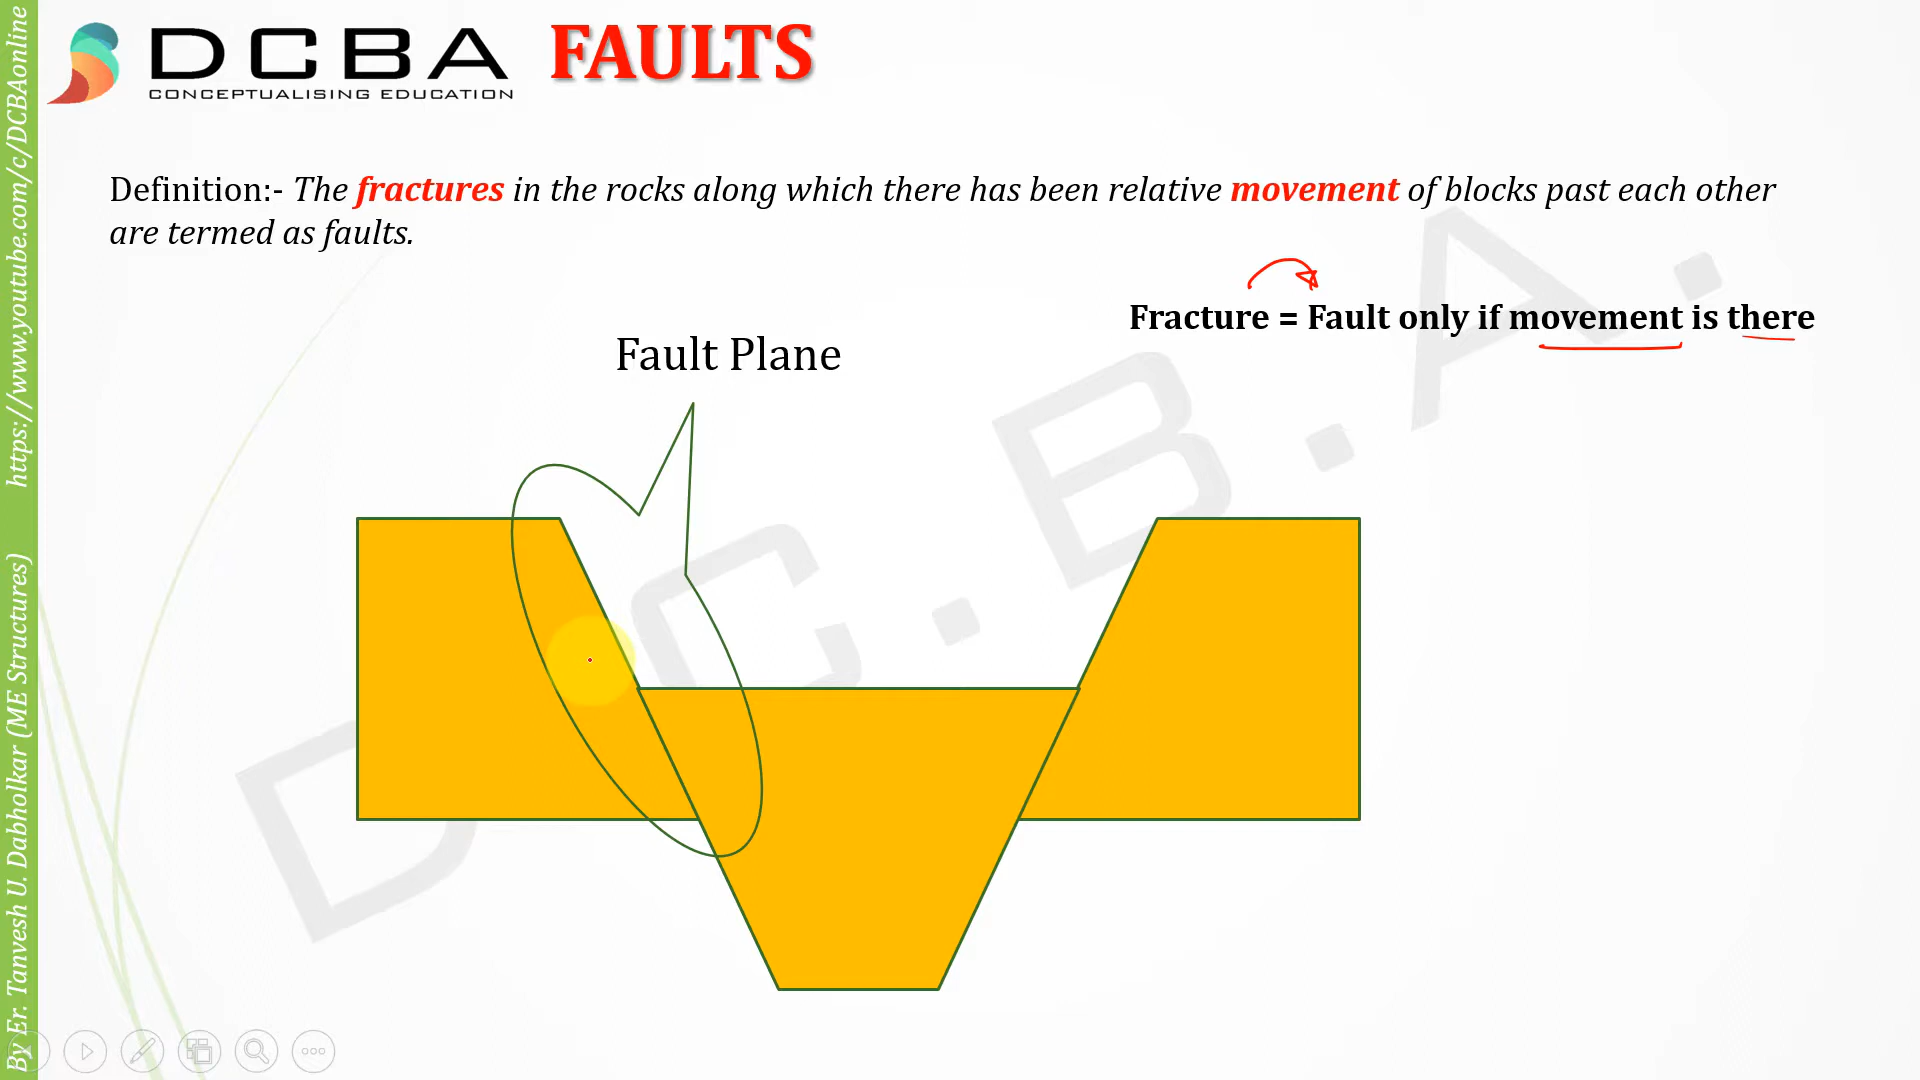 DCBA
CONCEPTUALISING EDUCATION
FAULTS
Definition:- The fractures in the rocks along which there has been relative movement of blocks past each other
are termed as faults.
Fracture = Fault only if movement is there
Fault Plane
D.C.B.A.
By Er. Tanvesh U. Dabholkar (ME Structures) https://www.youtube.com/c/DCBAonline